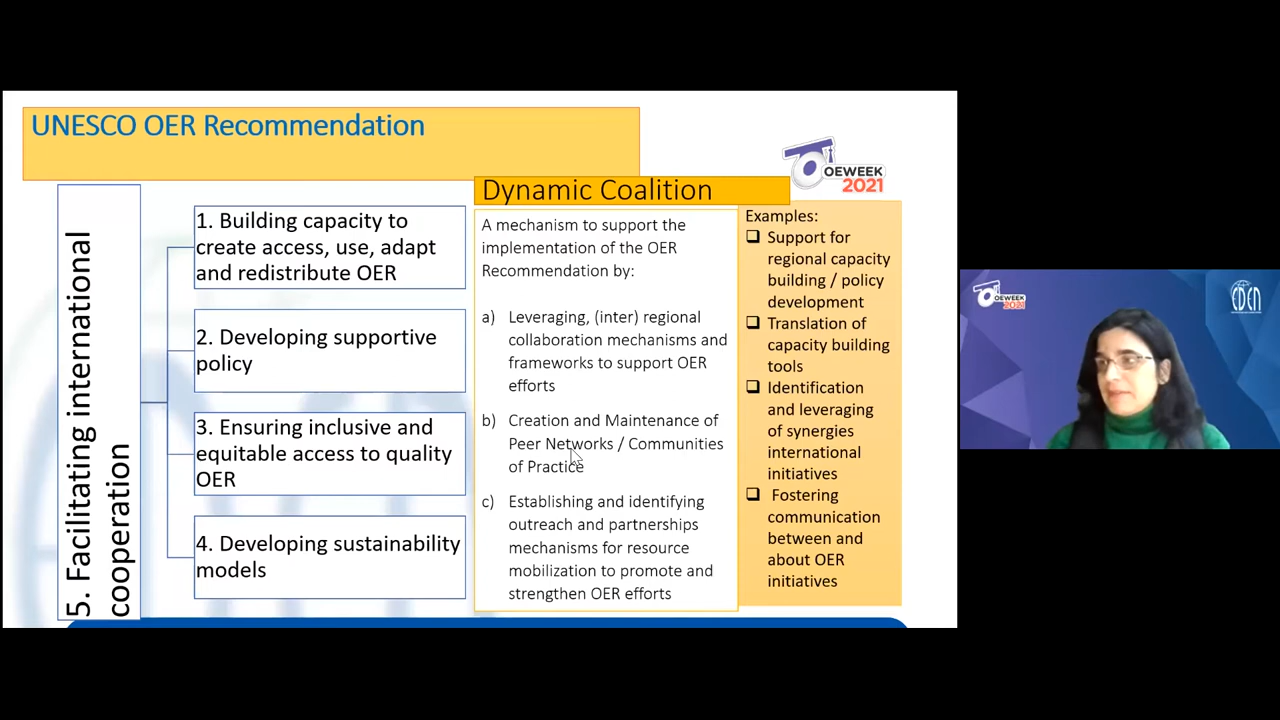 UNESCO OER Recommendation
OEWEEK
2021
5. Facilitating international
cooperation
1. Building capacity to
create access, use, adapt
and redistribute OER
2. Developing supportive
policy
3. Ensuring inclusive and
equitable access to quality
OER
4. Developing sustainability
models
Dynamic Coalition
A mechanism to support the
implementation of the OER
Recommendation by:
a) Leveraging, (inter) regional
collaboration mechanisms and
frameworks to support OER
efforts
b) Creation and Maintenance of
Peer Networks / Communities
of Practice
c) Establishing and identifying
outreach and partnerships
mechanisms for resource
mobilization to promote and
strengthen OER efforts
Examples:
❑ Support for
regional capacity
building / policy
development
❑ Translation of
capacity building
tools
❑ Identification
and leveraging
of synergies
international
initiatives
❑ Fostering
communication
between and
about OER
initiatives
OEWEEK
2021
EDEN